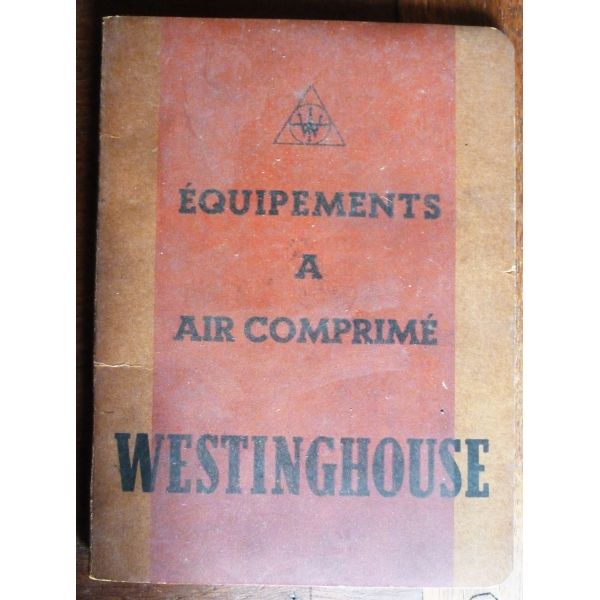 ÉQUIPEMENTS
A
AIR COMPRIMÉ
WESTINGHOUSE